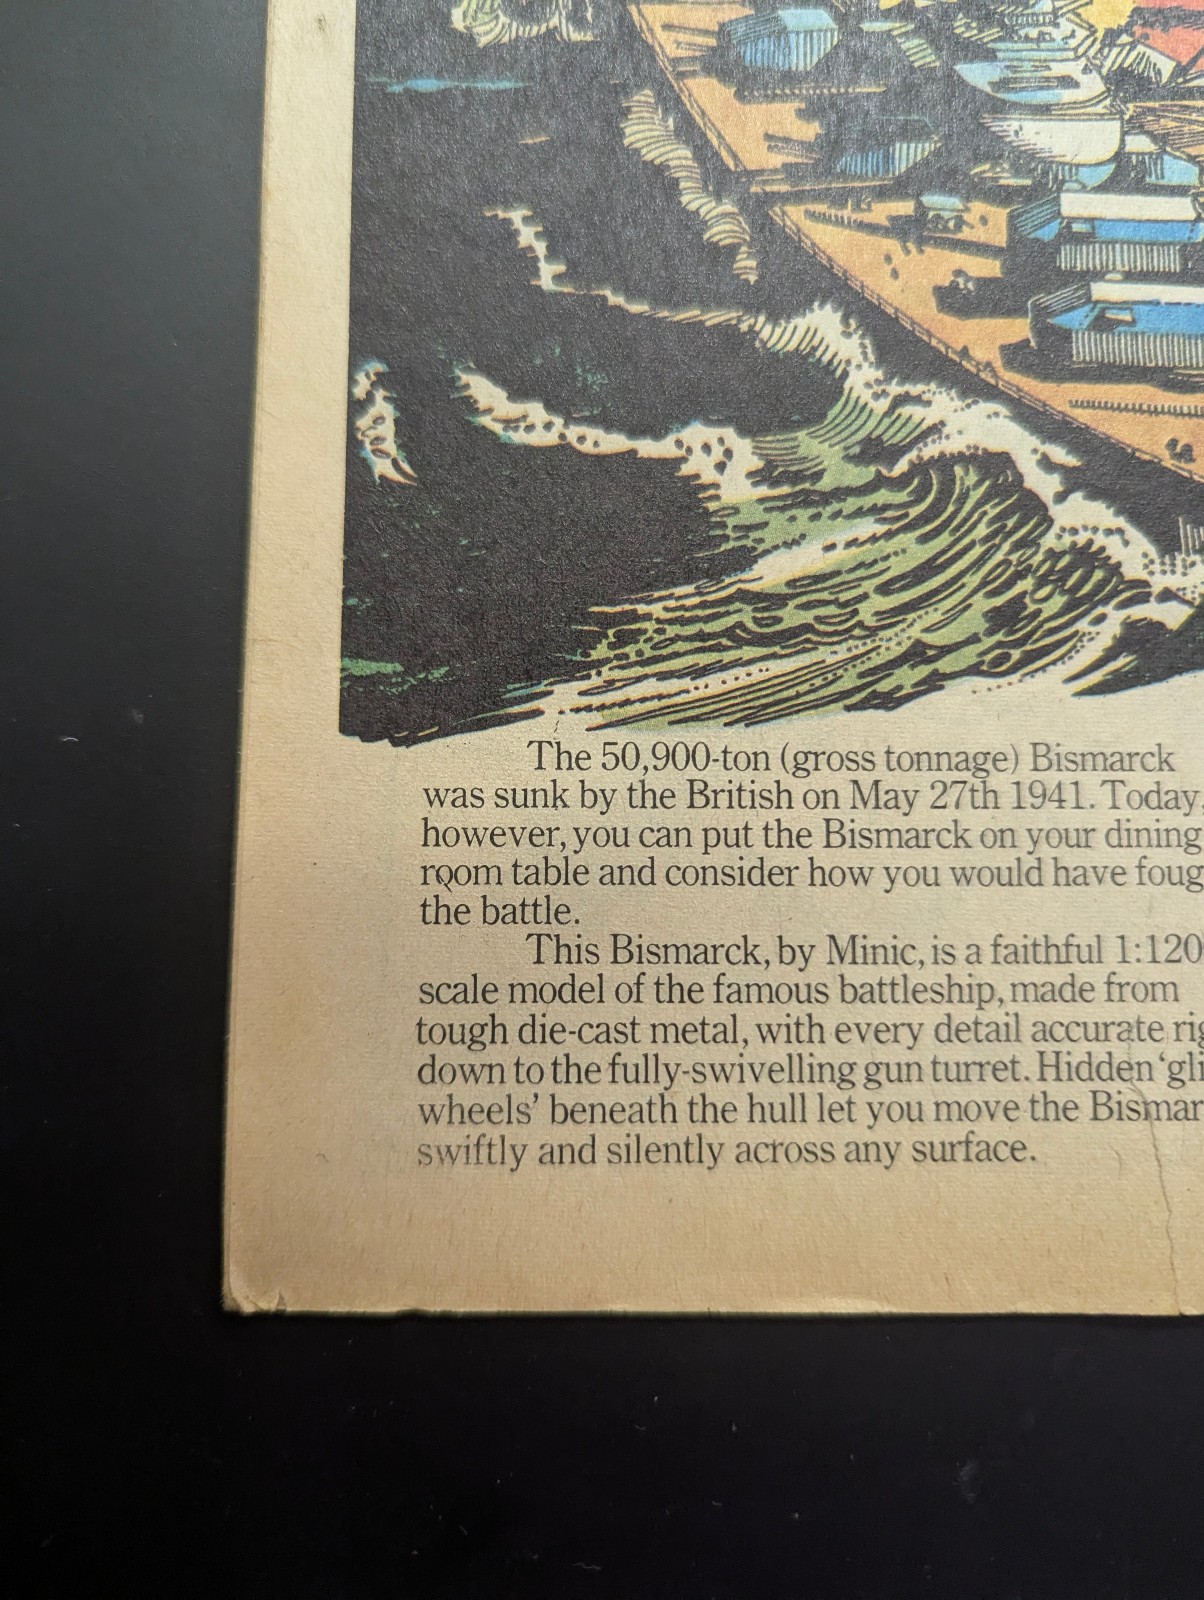 The 50,900-ton (gross tonnage) Bismarck
was sunk by the British on May 27th 1941. Today,
however, you can put the Bismarck on your dining
room table and consider how you would have foug
the battle.
This Bismarck, by Minic, is a faithful 1:120
scale model of the famous battleship, made from
tough die-cast metal, with every detail accurate rig
down to the fully-swivelling gun turret. Hidden ‘gli
wheels’ beneath the hull let you move the Bismar
swiftly and silently across any surface.